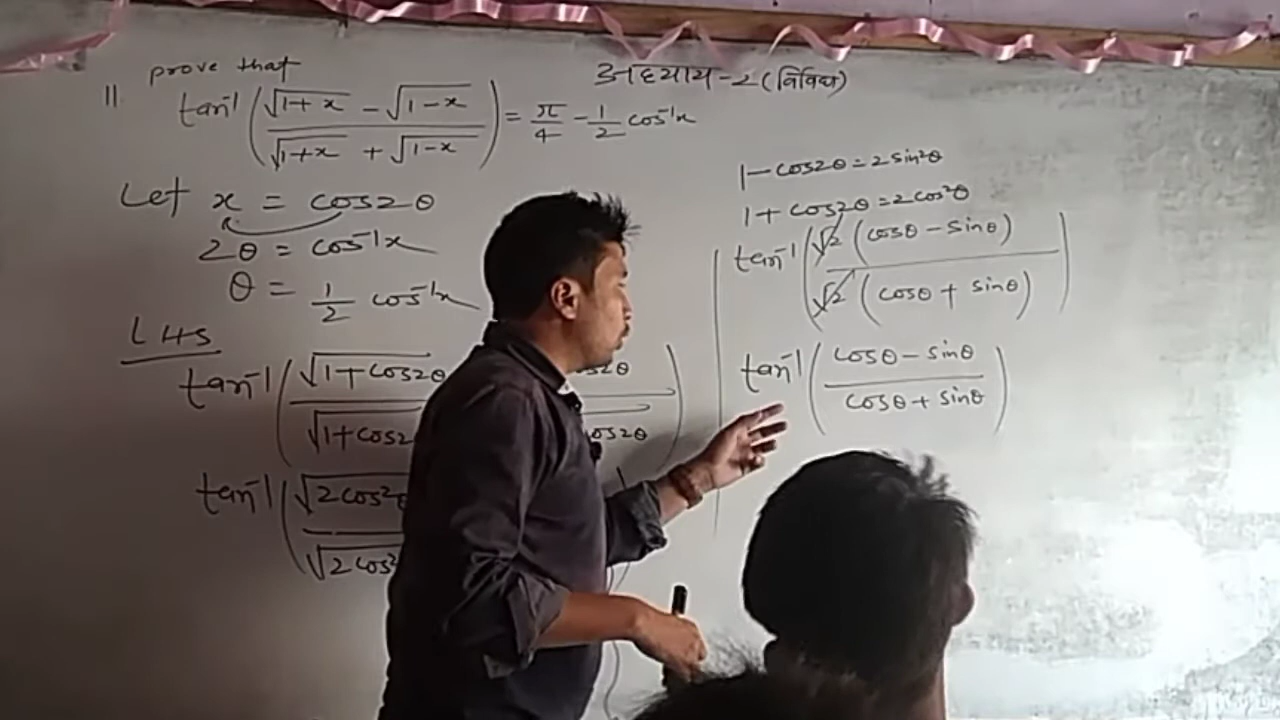 prove that
अध्याय-2 (विविध)
11 tan⁻¹ ( (√1+x - √1-x) / (√1+x + √1-x) ) = π/4 - 1/2 cos⁻¹x
Let x = cos2θ
2θ = cos⁻¹x
θ = 1/2 cos⁻¹x
LHS
tan⁻¹ ( √1+cos2θ os2θ / √1+cos2 os2θ )
tan⁻¹ ( √2cos²θ / √2cos² )
1-cos2θ=2sin²θ
1+cos2θ=2cos²θ
tan⁻¹ ( √2 (cosθ-sinθ) / √2 (cosθ+sinθ) )
tan⁻¹ ( cosθ-sinθ / cosθ+sinθ )